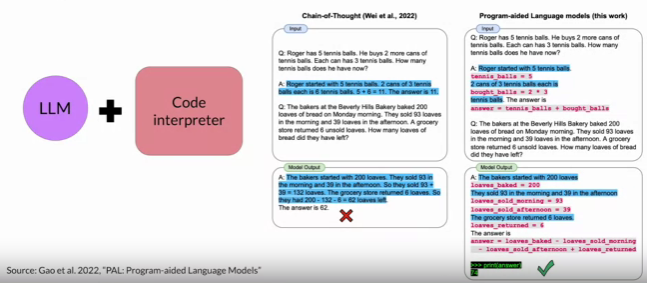 LLM
Code
interpreter
Chain-of-Thought (Wei et al., 2022)
Input
Q: Roger has 5 tennis balls. He buys 2 more cans of
tennis balls. Each can has 3 tennis balls. How many
tennis balls does he have now?
A: Roger started with 5 tennis balls. 2 cans of 3 tennis
balls each is 6 tennis balls. 5 + 6 = 11. The answer is 11.
Q: The bakers at the Beverly Hills Bakery baked 200
loaves of bread on Monday morning. They sold 93 loaves
in the morning and 39 loaves in the afternoon. A grocery
store returned 6 unsold loaves. How many loaves of
bread did they have left?
Model Output
A: The bakers started with 200 loaves. They sold 93 in
the morning and 39 in the afternoon. So they sold 93 +
39 = 132 loaves. The grocery store returned 6 loaves. So
they had 200 - 132 - 6 = 62 loaves left.
The answer is 62.
Program-aided Language models (this work)
Input
Q: Roger has 5 tennis balls. He buys 2 more cans of
tennis balls. Each can has 3 tennis balls. How many
tennis balls does he have now?
A: Roger started with 5 tennis balls.
tennis_balls = 5
2 cans of 3 tennis balls each is
bought_balls = 2 * 3
tennis balls. The answer is
answer = tennis_balls + bought_balls
Q: The bakers at the Beverly Hills Bakery baked 200
loaves of bread on Monday morning. They sold 93 loaves
in the morning and 39 loaves in the afternoon. A grocery
store returned 6 unsold loaves. How many loaves of bread
did they have left?
Model Output
A: The bakers started with 200 loaves
loaves_baked = 200
They sold 93 in the morning and 39 in the afternoon
loaves_sold_morning = 93
loaves_sold_afternoon = 39
The grocery store returned 6 loaves.
loaves_returned = 6
The answer is
answer = loaves_baked - loaves_sold_morning
- loaves_sold_afternoon + loaves_returned
>>> print(answer)
74
Source: Gao et al. 2022, "PAL: Program-aided Language Models"